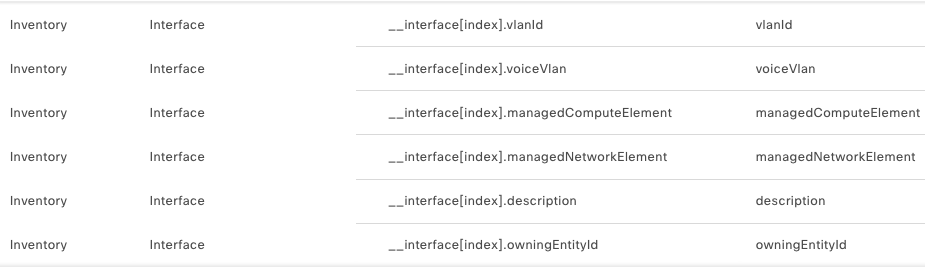 Inventory Interface __interface[index].vlanId vlanId
Inventory Interface __interface[index].voiceVlan voiceVlan
Inventory Interface __interface[index].managedComputeElement managedComputeElement
Inventory Interface __interface[index].managedNetworkElement managedNetworkElement
Inventory Interface __interface[index].description description
Inventory Interface __interface[index].owningEntityId owningEntityId